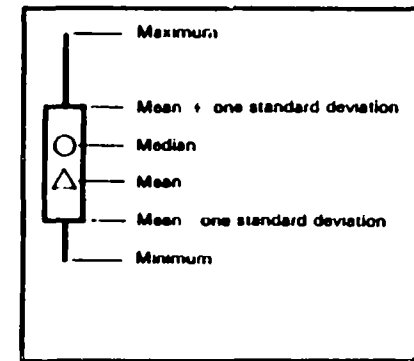 Maximum
Mean + one standard deviation
Median
Mean
Mean one standard deviation
Minimum